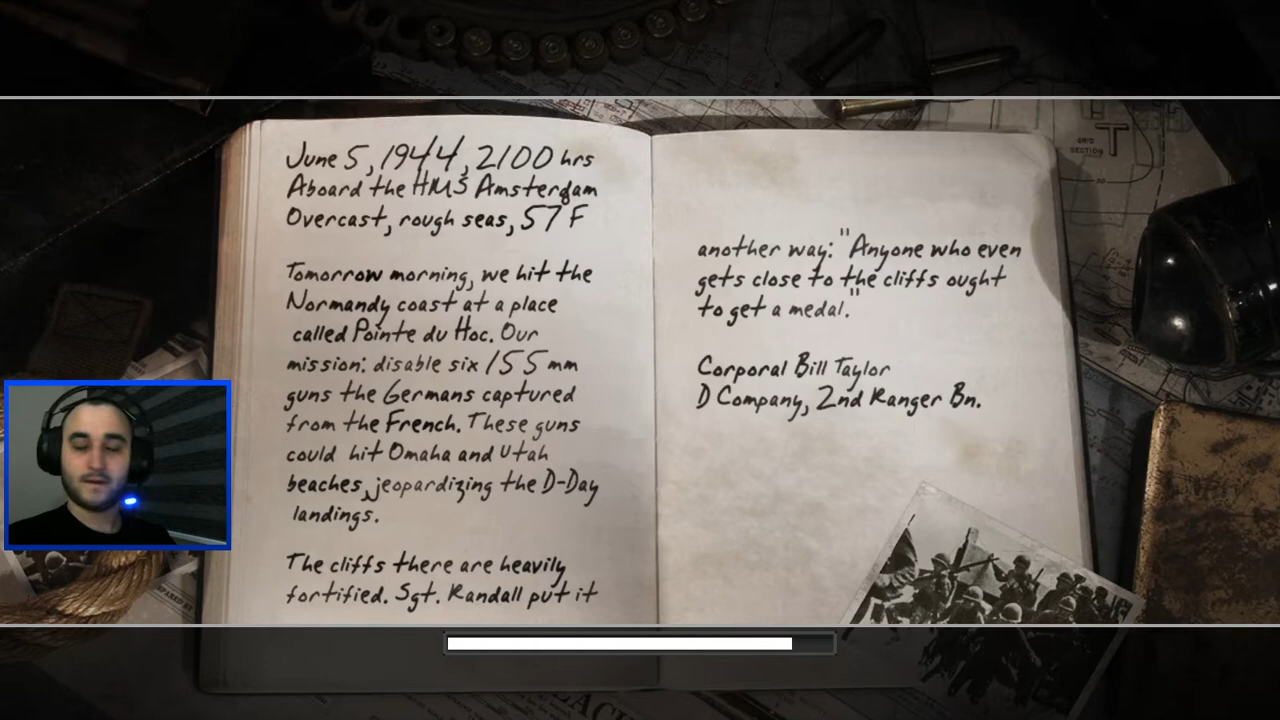 June 5, 1944, 2100 hrs
Aboard the HMS Amsterdam
Overcast, rough seas, 57 F
Tomorrow morning, we hit the
Normandy coast at a place
called Pointe du Hoc. Our
mission: disable six 155 mm
guns the Germans captured
from the French. These guns
could hit Omaha and Utah
beaches, jeopardizing the D-Day
landings.
The cliffs there are heavily
fortified. Sgt. Randall put it
another way: "Anyone who even
gets close to the cliffs ought
to get a medal."
Corporal Bill Taylor
D Company, 2nd Ranger Bn.
GRID
SECTION
T